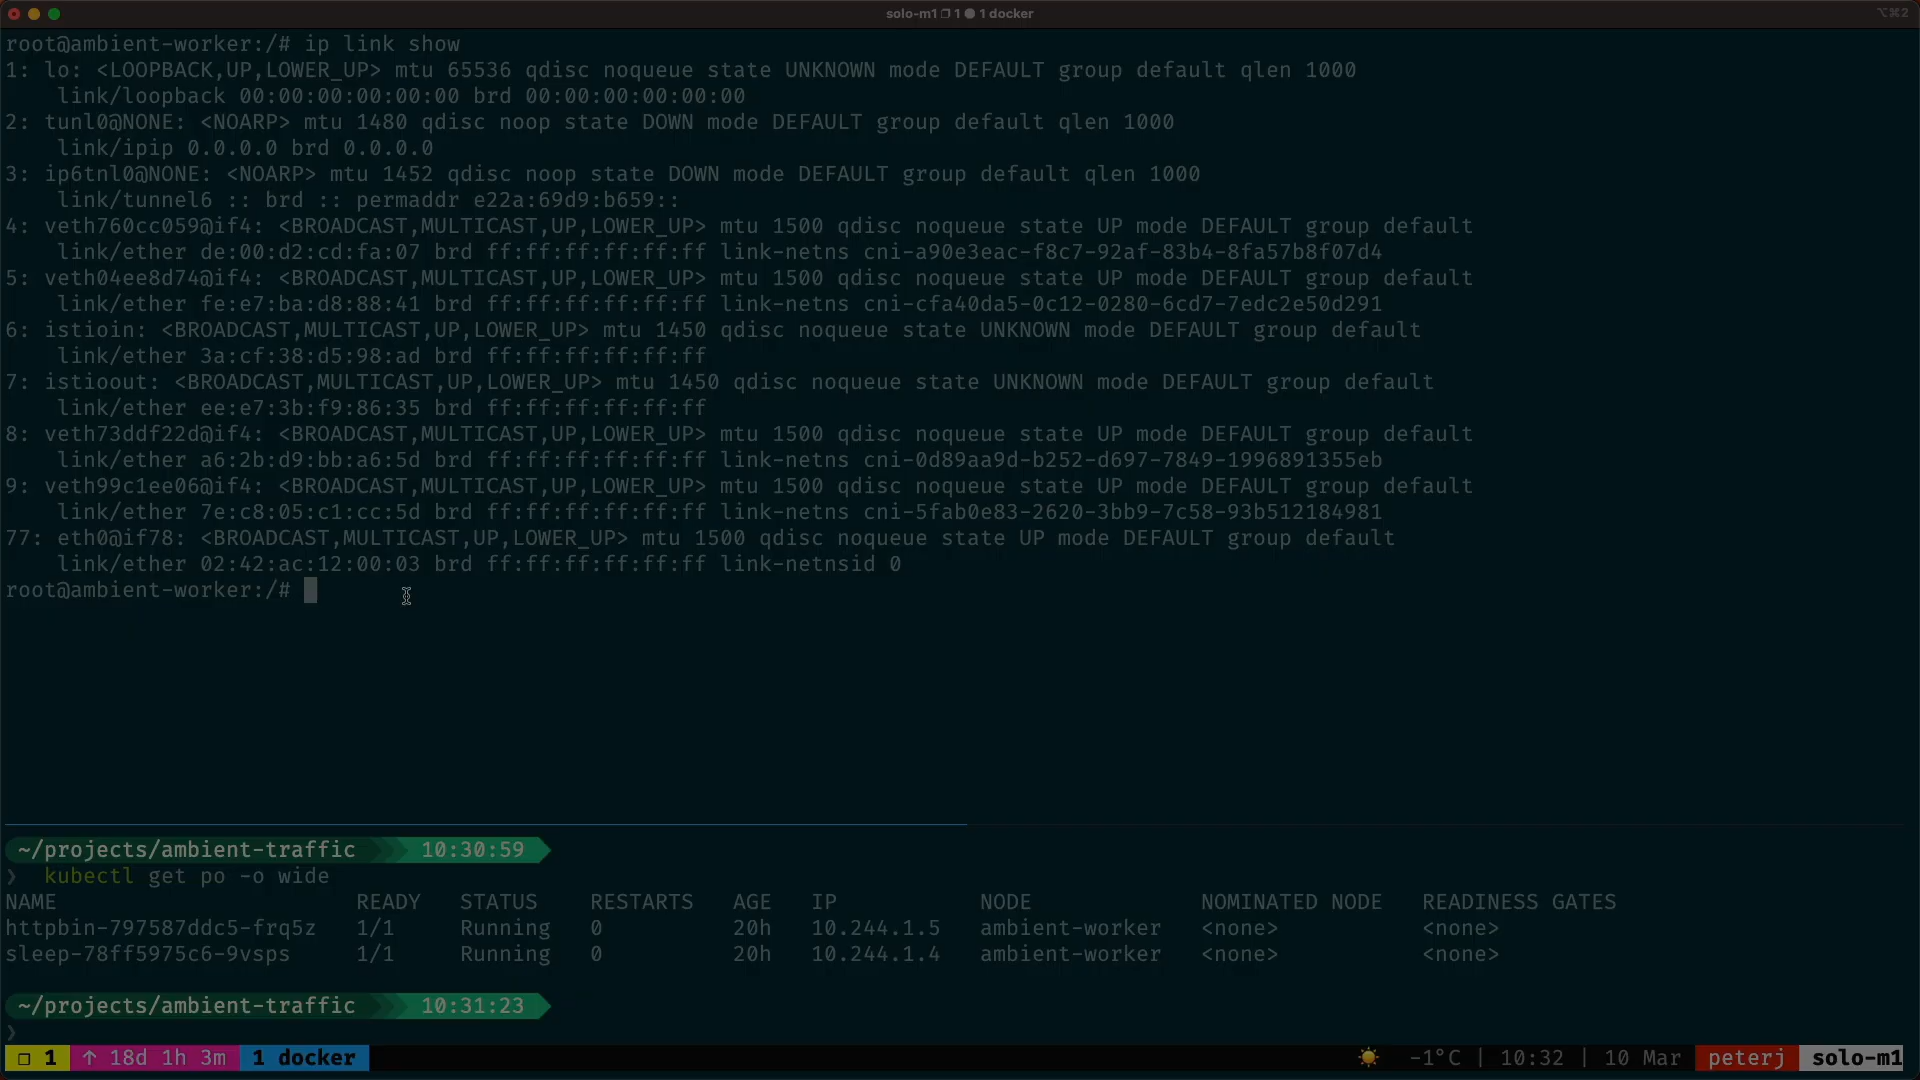 solo-m1 1 1 docker
⌥⌘2
root@ambient-worker:/# ip link show
1: lo: <LOOPBACK,UP,LOWER_UP> mtu 65536 qdisc noqueue state UNKNOWN mode DEFAULT group default qlen 1000
    link/loopback 00:00:00:00:00:00 brd 00:00:00:00:00:00
2: tunl0@NONE: <NOARP> mtu 1480 qdisc noop state DOWN mode DEFAULT group default qlen 1000
    link/ipip 0.0.0.0 brd 0.0.0.0
3: ip6tnl0@NONE: <NOARP> mtu 1452 qdisc noop state DOWN mode DEFAULT group default qlen 1000
    link/tunnel6 :: brd :: permaddr e22a:69d9:b659::
4: veth760cc059@if4: <BROADCAST,MULTICAST,UP,LOWER_UP> mtu 1500 qdisc noqueue state UP mode DEFAULT group default
    link/ether de:00:d2:cd:fa:07 brd ff:ff:ff:ff:ff:ff link-netns cni-a90e3eac-f8c7-92af-83b4-8fa57b8f07d4
5: veth04ee8d74@if4: <BROADCAST,MULTICAST,UP,LOWER_UP> mtu 1500 qdisc noqueue state UP mode DEFAULT group default
    link/ether fe:e7:ba:d8:88:41 brd ff:ff:ff:ff:ff:ff link-netns cni-cfa40da5-0c12-0280-6cd7-7edc2e50d291
6: istioin: <BROADCAST,MULTICAST,UP,LOWER_UP> mtu 1450 qdisc noqueue state UNKNOWN mode DEFAULT group default
    link/ether 3a:cf:38:d5:98:ad brd ff:ff:ff:ff:ff:ff
7: istioout: <BROADCAST,MULTICAST,UP,LOWER_UP> mtu 1450 qdisc noqueue state UNKNOWN mode DEFAULT group default
    link/ether ee:e7:3b:f9:86:35 brd ff:ff:ff:ff:ff:ff
8: veth73ddf22d@if4: <BROADCAST,MULTICAST,UP,LOWER_UP> mtu 1500 qdisc noqueue state UP mode DEFAULT group default
    link/ether a6:2b:d9:bb:a6:5d brd ff:ff:ff:ff:ff:ff link-netns cni-0d89aa9d-b252-d697-7849-1996891355eb
9: veth99c1ee06@if4: <BROADCAST,MULTICAST,UP,LOWER_UP> mtu 1500 qdisc noqueue state UP mode DEFAULT group default
    link/ether 7e:c8:05:c1:cc:5d brd ff:ff:ff:ff:ff:ff link-netns cni-5fab0e83-2620-3bb9-7c58-93b512184981
77: eth0@if78: <BROADCAST,MULTICAST,UP,LOWER_UP> mtu 1500 qdisc noqueue state UP mode DEFAULT group default
    link/ether 02:42:ac:12:00:03 brd ff:ff:ff:ff:ff:ff link-netnsid 0
root@ambient-worker:/#
~/projects/ambient-traffic 10:30:59
❯ kubectl get po -o wide
NAME READY STATUS RESTARTS AGE IP NODE NOMINATED NODE READINESS GATES
httpbin-797587ddc5-frq5z 1/1 Running 0 20h 10.244.1.5 ambient-worker <none> <none>
sleep-78ff5975c6-9vsps 1/1 Running 0 20h 10.244.1.4 ambient-worker <none> <none>
~/projects/ambient-traffic 10:31:23
❯
1 ↑ 18d 1h 3m 1 docker -1°C | 10:32 | 10 Mar peterj solo-m1